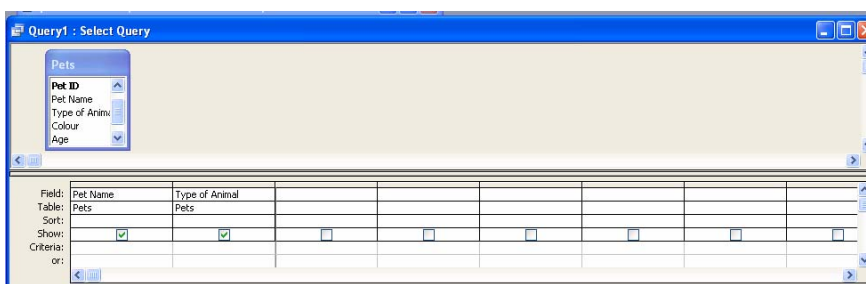 Query1 : Select Query
Pets
Pet ID
Pet Name
Type of Anima
Colour
Age
Field: Pet Name Type of Animal
Table: Pets Pets
Sort:
Show:
Criteria:
or: